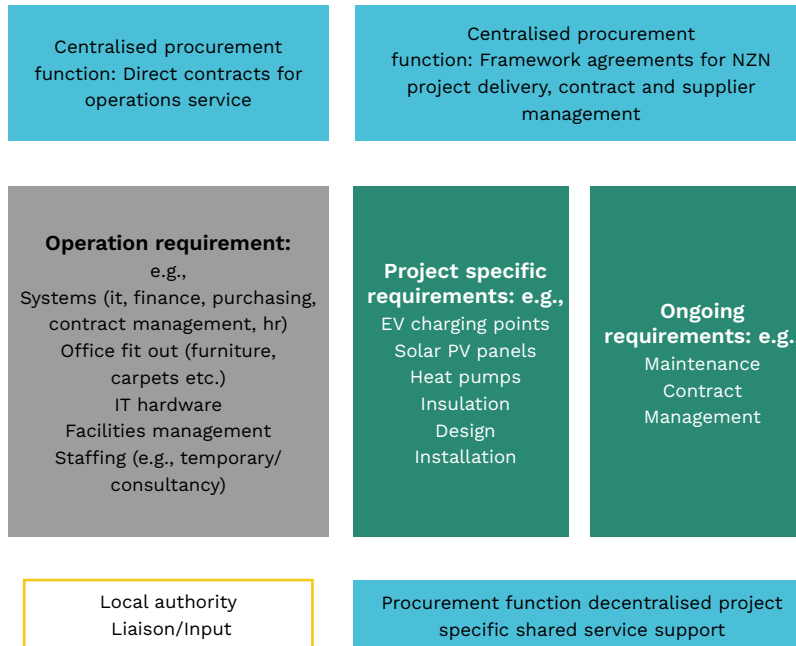 Centralised procurement
function: Direct contracts for
operations service
Centralised procurement
function: Framework agreements for NZN
project delivery, contract and supplier
management
Operation requirement:
e.g.,
Systems (it, finance, purchasing,
contract management, hr)
Office fit out (furniture,
carpets etc.)
IT hardware
Facilities management
Staffing (e.g., temporary/
consultancy)
Project specific
requirements: e.g.,
EV charging points
Solar PV panels
Heat pumps
Insulation
Design
Installation
Ongoing
requirements: e.g.
Maintenance
Contract
Management
Local authority
Liaison/Input
Procurement function decentralised project
specific shared service support